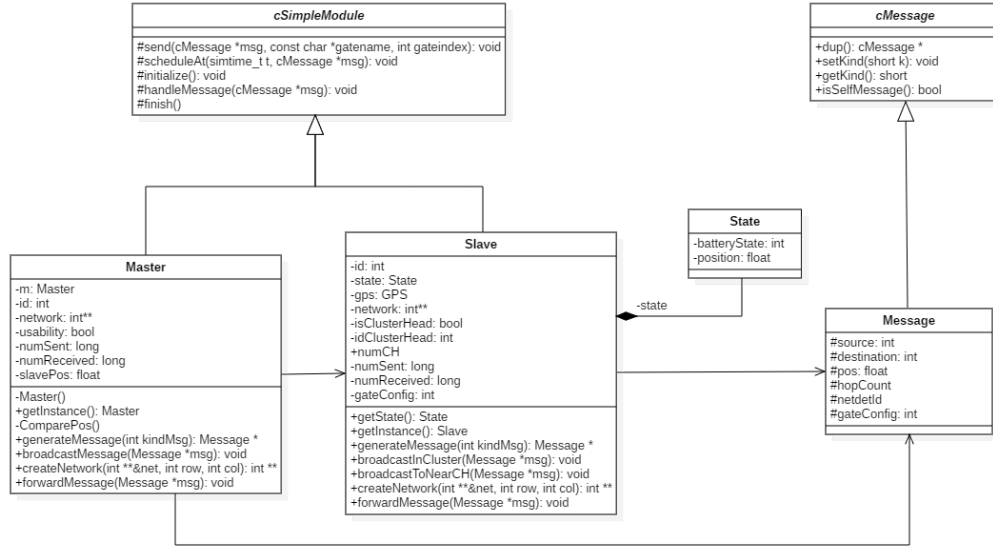 cSimpleModule
#send(cMessage *msg, const char *gatename, int gateindex): void
#scheduleAt(simtime_t t, cMessage *msg): void
#initialize(): void
#handleMessage(cMessage *msg): void
#finish()
cMessage
+dup(): cMessage *
+setKind(short k): void
+getKind(): short
+isSelfMessage(): bool
Master
-m: Master
-id: int
-network: int**
-usability: bool
-numSent: long
-numReceived: long
-slavePos: float
-Master()
+getInstance(): Master
-ComparePos()
+generateMessage(int kindMsg): Message *
+broadcastMessage(Message *msg): void
+createNetwork(int **&net, int row, int col): int **
+forwardMessage(Message *msg): void
Slave
-id: int
-state: State
-gps: GPS
-network: int**
-isClusterHead: bool
-idClusterHead: int
+numCH
-numSent: long
-numReceived: long
-gateConfig: int
+getState(): State
+getInstance(): Slave
+generateMessage(int kindMsg): Message *
+broadcastInCluster(Message *msg): void
+broadcastToNearCH(Message *msg): void
+createNetwork(int **&net, int row, int col): int **
+forwardMessage(Message *msg): void
State
-batteryState: int
-position: float
-state
Message
#source: int
#destination: int
#pos: float
#hopCount
#netdetId
#gateConfig: int